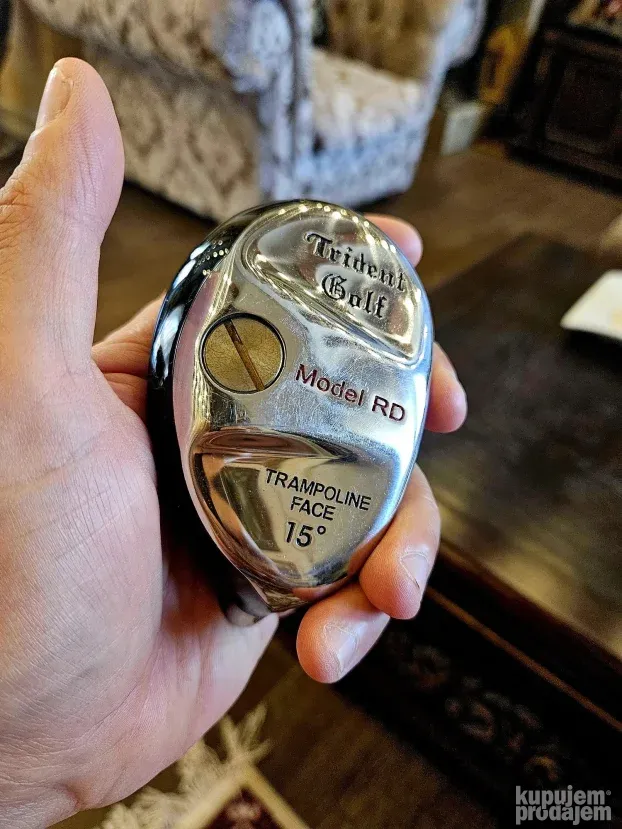 Trident
Golf
Model RD
TRAMPOLINE
FACE
15°
kupujem
prodajem